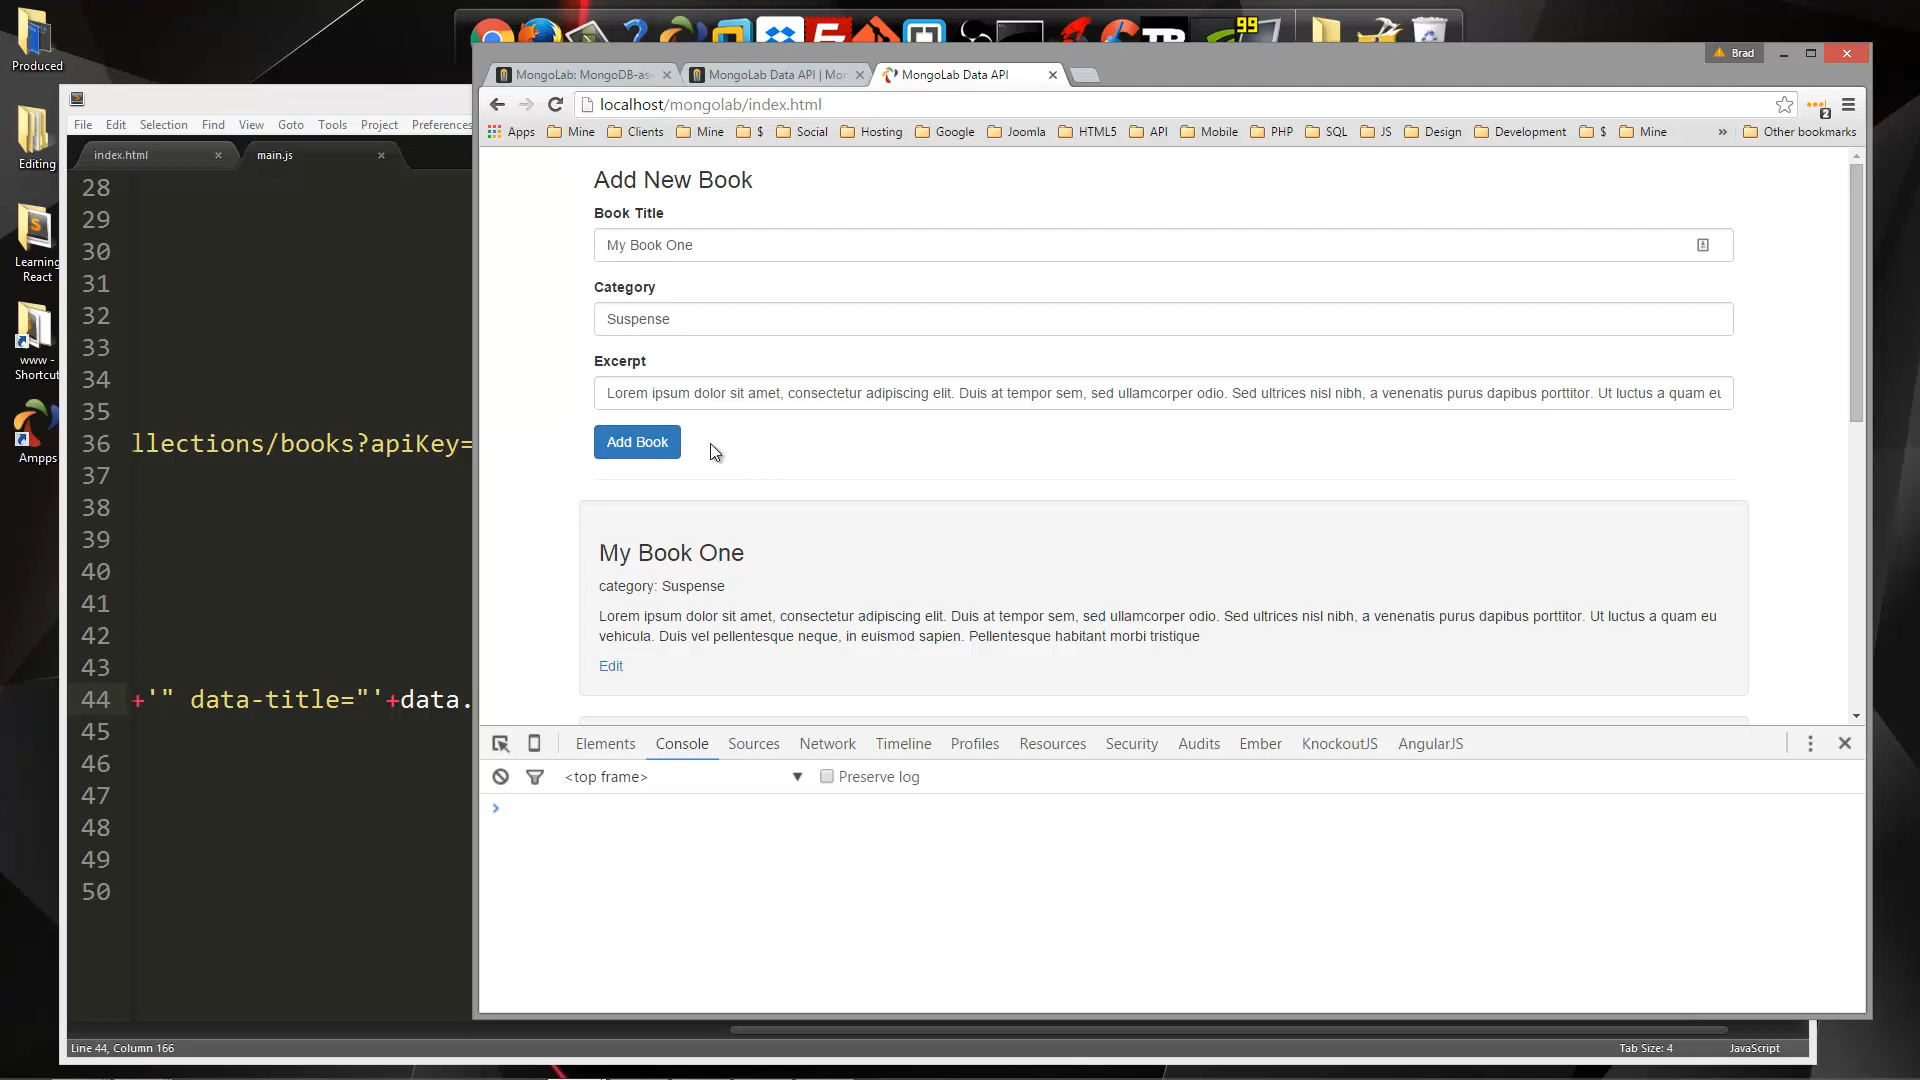 Produced
Editing
Learning
React
www -
Shortcut
Ampps
99
Brad
MongoLab: MongoDB-as-
MongoLab Data API | Mon
MongoLab Data API
localhost/mongolab/index.html
2
Apps
Mine
Clients
Mine
$
Social
Hosting
Google
Joomla
HTML5
API
Mobile
PHP
SQL
JS
Design
Development
$
Mine
»
Other bookmarks
File Edit Selection Find View Goto Tools Project Preferences
index.html
main.js
28
29
30
31
32
33
34
35
36 llections/books?apiKey=
37
38
39
40
41
42
43
44 +'" data-title="'+data.
45
46
47
48
49
50
Add New Book
Book Title
My Book One
Category
Suspense
Excerpt
Lorem ipsum dolor sit amet, consectetur adipiscing elit. Duis at tempor sem, sed ullamcorper odio. Sed ultrices nisl nibh, a venenatis purus dapibus porttitor. Ut luctus a quam eu
Add Book
My Book One
category: Suspense
Lorem ipsum dolor sit amet, consectetur adipiscing elit. Duis at tempor sem, sed ullamcorper odio. Sed ultrices nisl nibh, a venenatis purus dapibus porttitor. Ut luctus a quam eu
vehicula. Duis vel pellentesque neque, in euismod sapien. Pellentesque habitant morbi tristique
Edit
Elements Console Sources Network Timeline Profiles Resources Security Audits Ember KnockoutJS AngularJS
<top frame>
Preserve log
Line 44, Column 166
Tab Size: 4
JavaScript